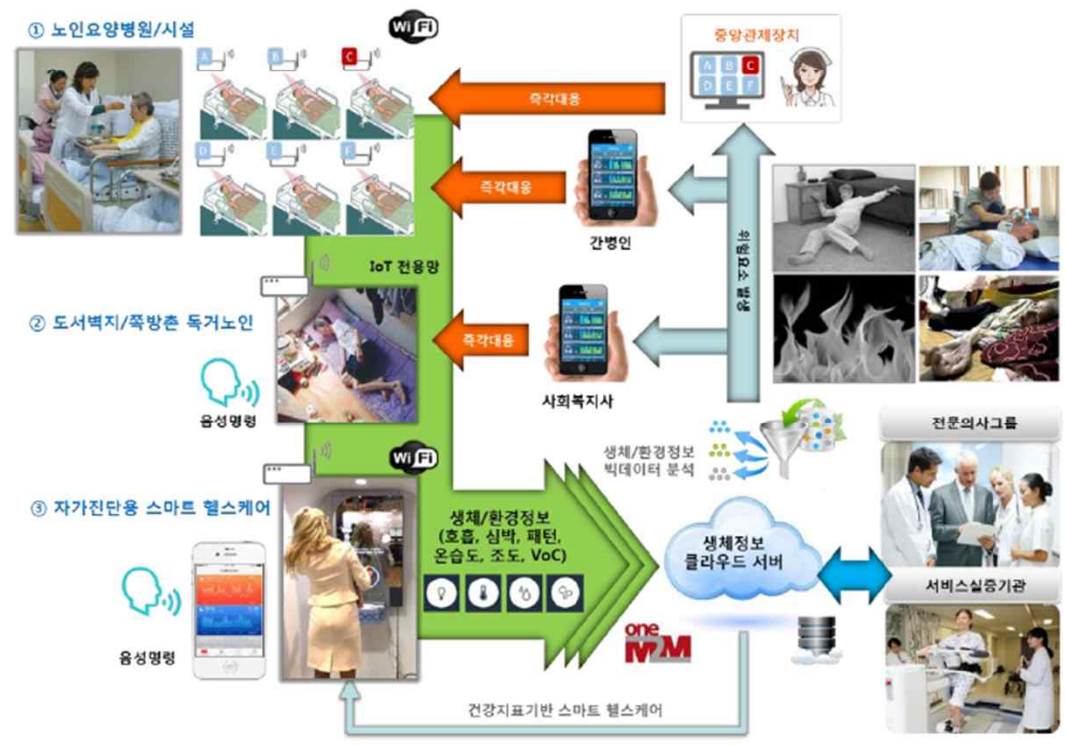 ① 노인요양병원/시설
WiFi
A
B
C
D
E
F
중앙관제장치
A B C
D E F
즉각대응
즉각대응
간병인
위험요소 발생
IoT 전용망
② 도서벽지/쪽방촌 독거노인
음성명령
즉각대응
사회복지사
생체/환경정보
빅데이터 분석
전문의사그룹
WiFi
③ 자가진단용 스마트 헬스케어
음성명령
생체/환경정보
(호흡, 심박, 패턴,
온습도, 조도, VoC)
생체정보
클라우드 서버
서비스실증기관
one
M2M
건강지표기반 스마트 헬스케어